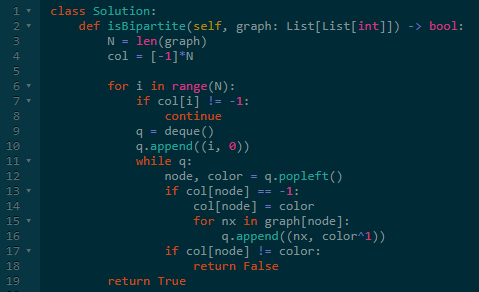 1 class Solution:
2 def isBipartite(self, graph: List[List[int]]) -> bool:
3 N = len(graph)
4 col = [-1]*N
5
6 for i in range(N):
7 if col[i] != -1:
8 continue
9 q = deque()
10 q.append((i, 0))
11 while q:
12 node, color = q.popleft()
13 if col[node] == -1:
14 col[node] = color
15 for nx in graph[node]:
16 q.append((nx, color^1))
17 if col[node] != color:
18 return False
19 return True